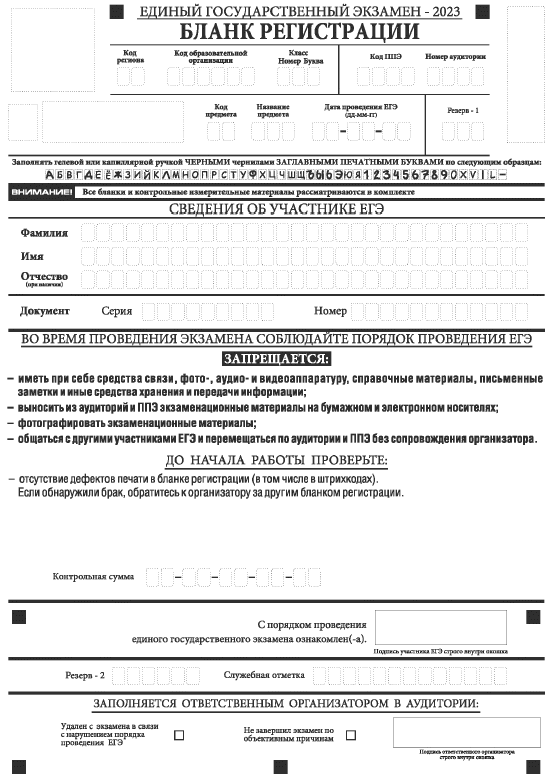 ЕДИНЫЙ ГОСУДАРСТВЕННЫЙ ЭКЗАМЕН - 2023
БЛАНК РЕГИСТРАЦИИ
Код региона
Код образовательной организации
Класс Номер Буква
Код ППЭ
Номер аудитории
Код предмета
Название предмета
Дата проведения ЕГЭ (дд-мм-гг)
Резерв - 1
Заполнять гелевой или капиллярной ручкой ЧЕРНЫМИ чернилами ЗАГЛАВНЫМИ ПЕЧАТНЫМИ БУКВАМИ по следующим образцам:
АБВГДЕЁЖЗИЙКЛМНОПРСТУФХЦЧШЩЪЫЬЭЮЯ1234567890XVIL-
ВНИМАНИЕ! Все бланки и контрольные измерительные материалы рассматриваются в комплекте
СВЕДЕНИЯ ОБ УЧАСТНИКЕ ЕГЭ
Фамилия
Имя
Отчество
(при наличии)
Документ Серия Номер
ВО ВРЕМЯ ПРОВЕДЕНИЯ ЭКЗАМЕНА СОБЛЮДАЙТЕ ПОРЯДОК ПРОВЕДЕНИЯ ЕГЭ
ЗАПРЕЩАЕТСЯ:
– иметь при себе средства связи, фото-, аудио- и видеоаппаратуру, справочные материалы, письменные
заметки и иные средства хранения и передачи информации;
– выносить из аудиторий и ППЭ экзаменационные материалы на бумажном и электронном носителях;
– фотографировать экзаменационные материалы;
– общаться с другими участниками ЕГЭ и перемещаться по аудитории и ППЭ без сопровождения организатора.
ДО НАЧАЛА РАБОТЫ ПРОВЕРЬТЕ:
– отсутствие дефектов печати в бланке регистрации (в том числе в штрихкодах).
Если обнаружили брак, обратитесь к организатору за другим бланком регистрации.
Контрольная сумма
С порядком проведения
единого государственного экзамена ознакомлен(-а).
Подпись участника ЕГЭ строго внутри окошка
Резерв - 2 Служебная отметка
ЗАПОЛНЯЕТСЯ ОТВЕТСТВЕННЫМ ОРГАНИЗАТОРОМ В АУДИТОРИИ:
Удален с экзамена в связи
с нарушением порядка
проведения ЕГЭ
Не завершил экзамен по
объективным причинам
Подпись ответственного организатора
строго внутри окошка